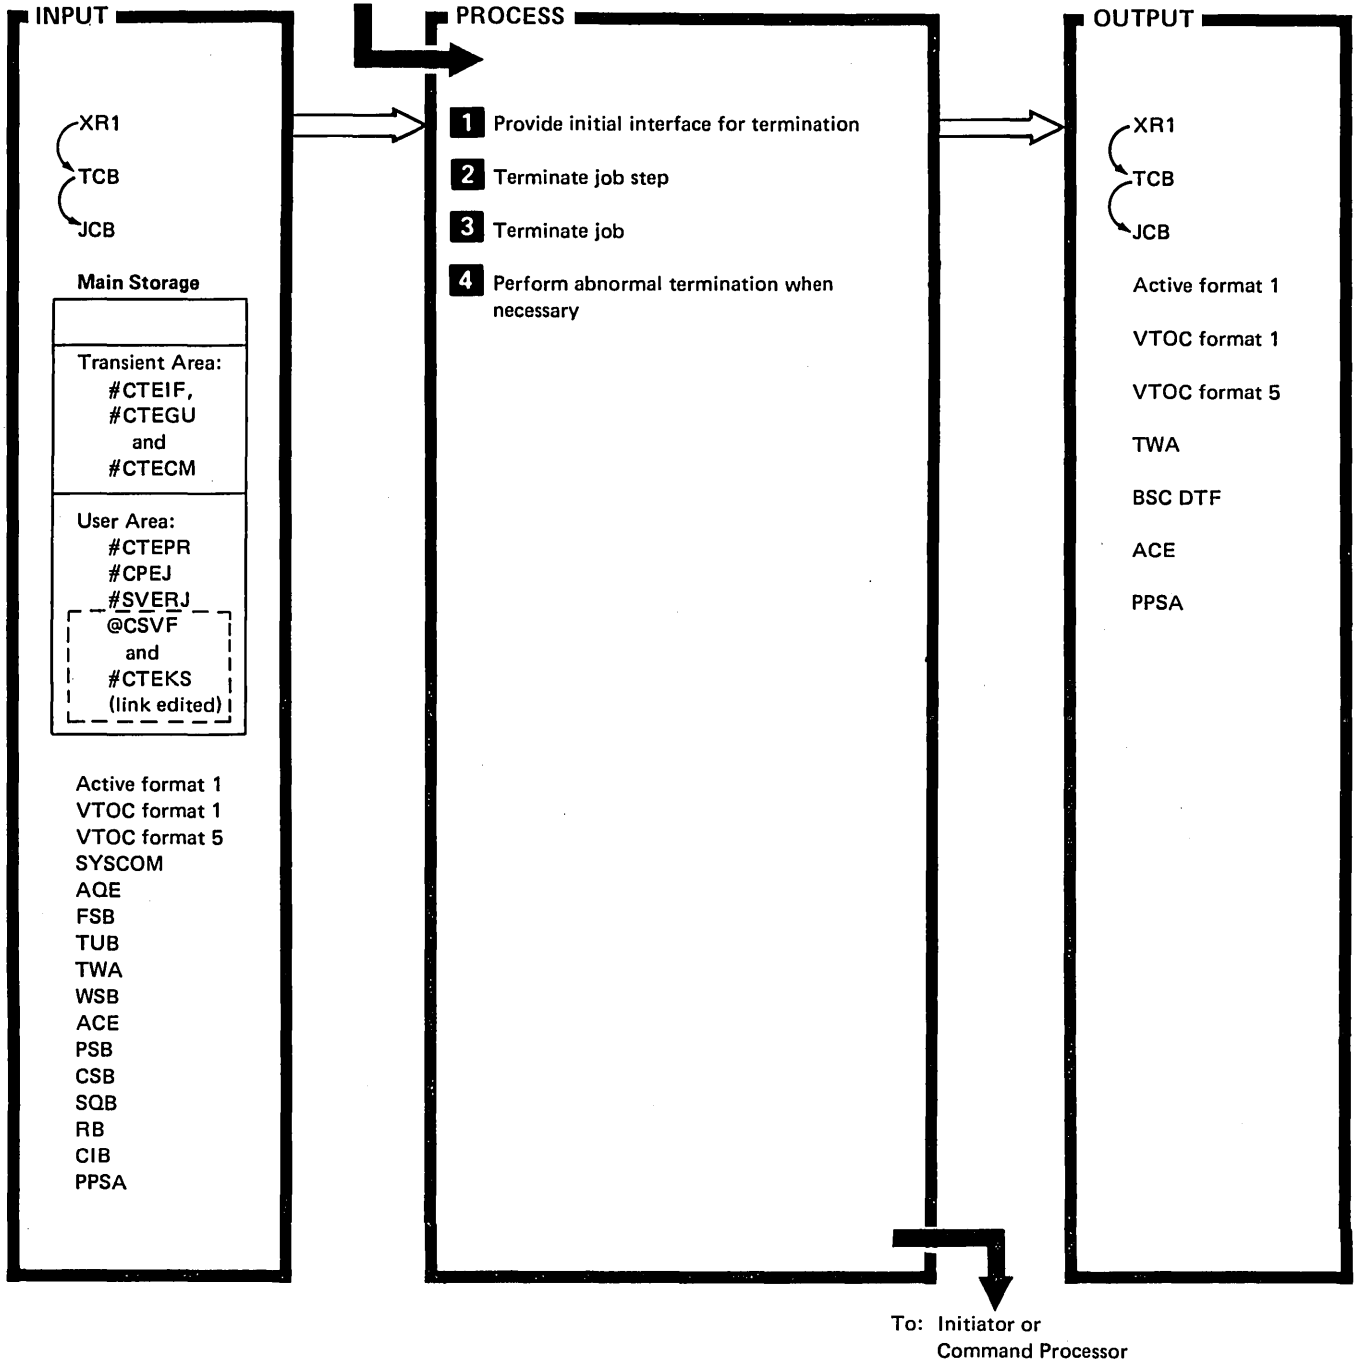 INPUT
XR1
TCB
JCB
Main Storage
Transient Area:
#CTEIF,
#CTEGU
and
#CTECM
User Area:
#CTEPR
#CPEJ
#SVERJ
@CSVF
and
#CTEKS
(link edited)
Active format 1
VTOC format 1
VTOC format 5
SYSCOM
AQE
FSB
TUB
TWA
WSB
ACE
PSB
CSB
SQB
RB
CIB
PPSA
PROCESS
1 Provide initial interface for termination
2 Terminate job step
3 Terminate job
4 Perform abnormal termination when
necessary
OUTPUT
XR1
TCB
JCB
Active format 1
VTOC format 1
VTOC format 5
TWA
BSC DTF
ACE
PPSA
To: Initiator or
Command Processor